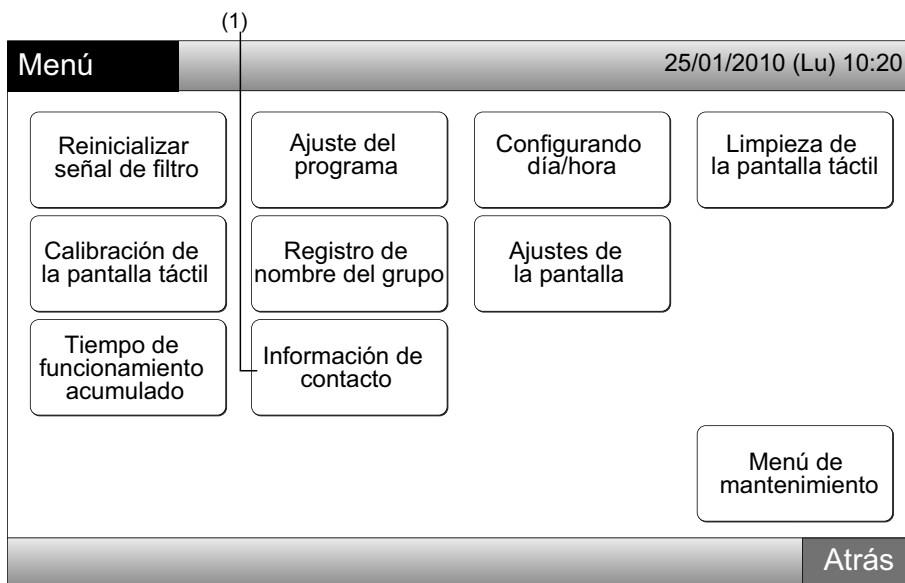 (1)
Menú
25/01/2010 (Lu) 10:20
Reinicializar
señal de filtro
Ajuste del
programa
Configurando
día/hora
Limpieza de
la pantalla táctil
Calibración de
la pantalla táctil
Registro de
nombre del grupo
Ajustes de
la pantalla
Tiempo de
funcionamiento
acumulado
Información de
contacto
Menú de
mantenimiento
Atrás